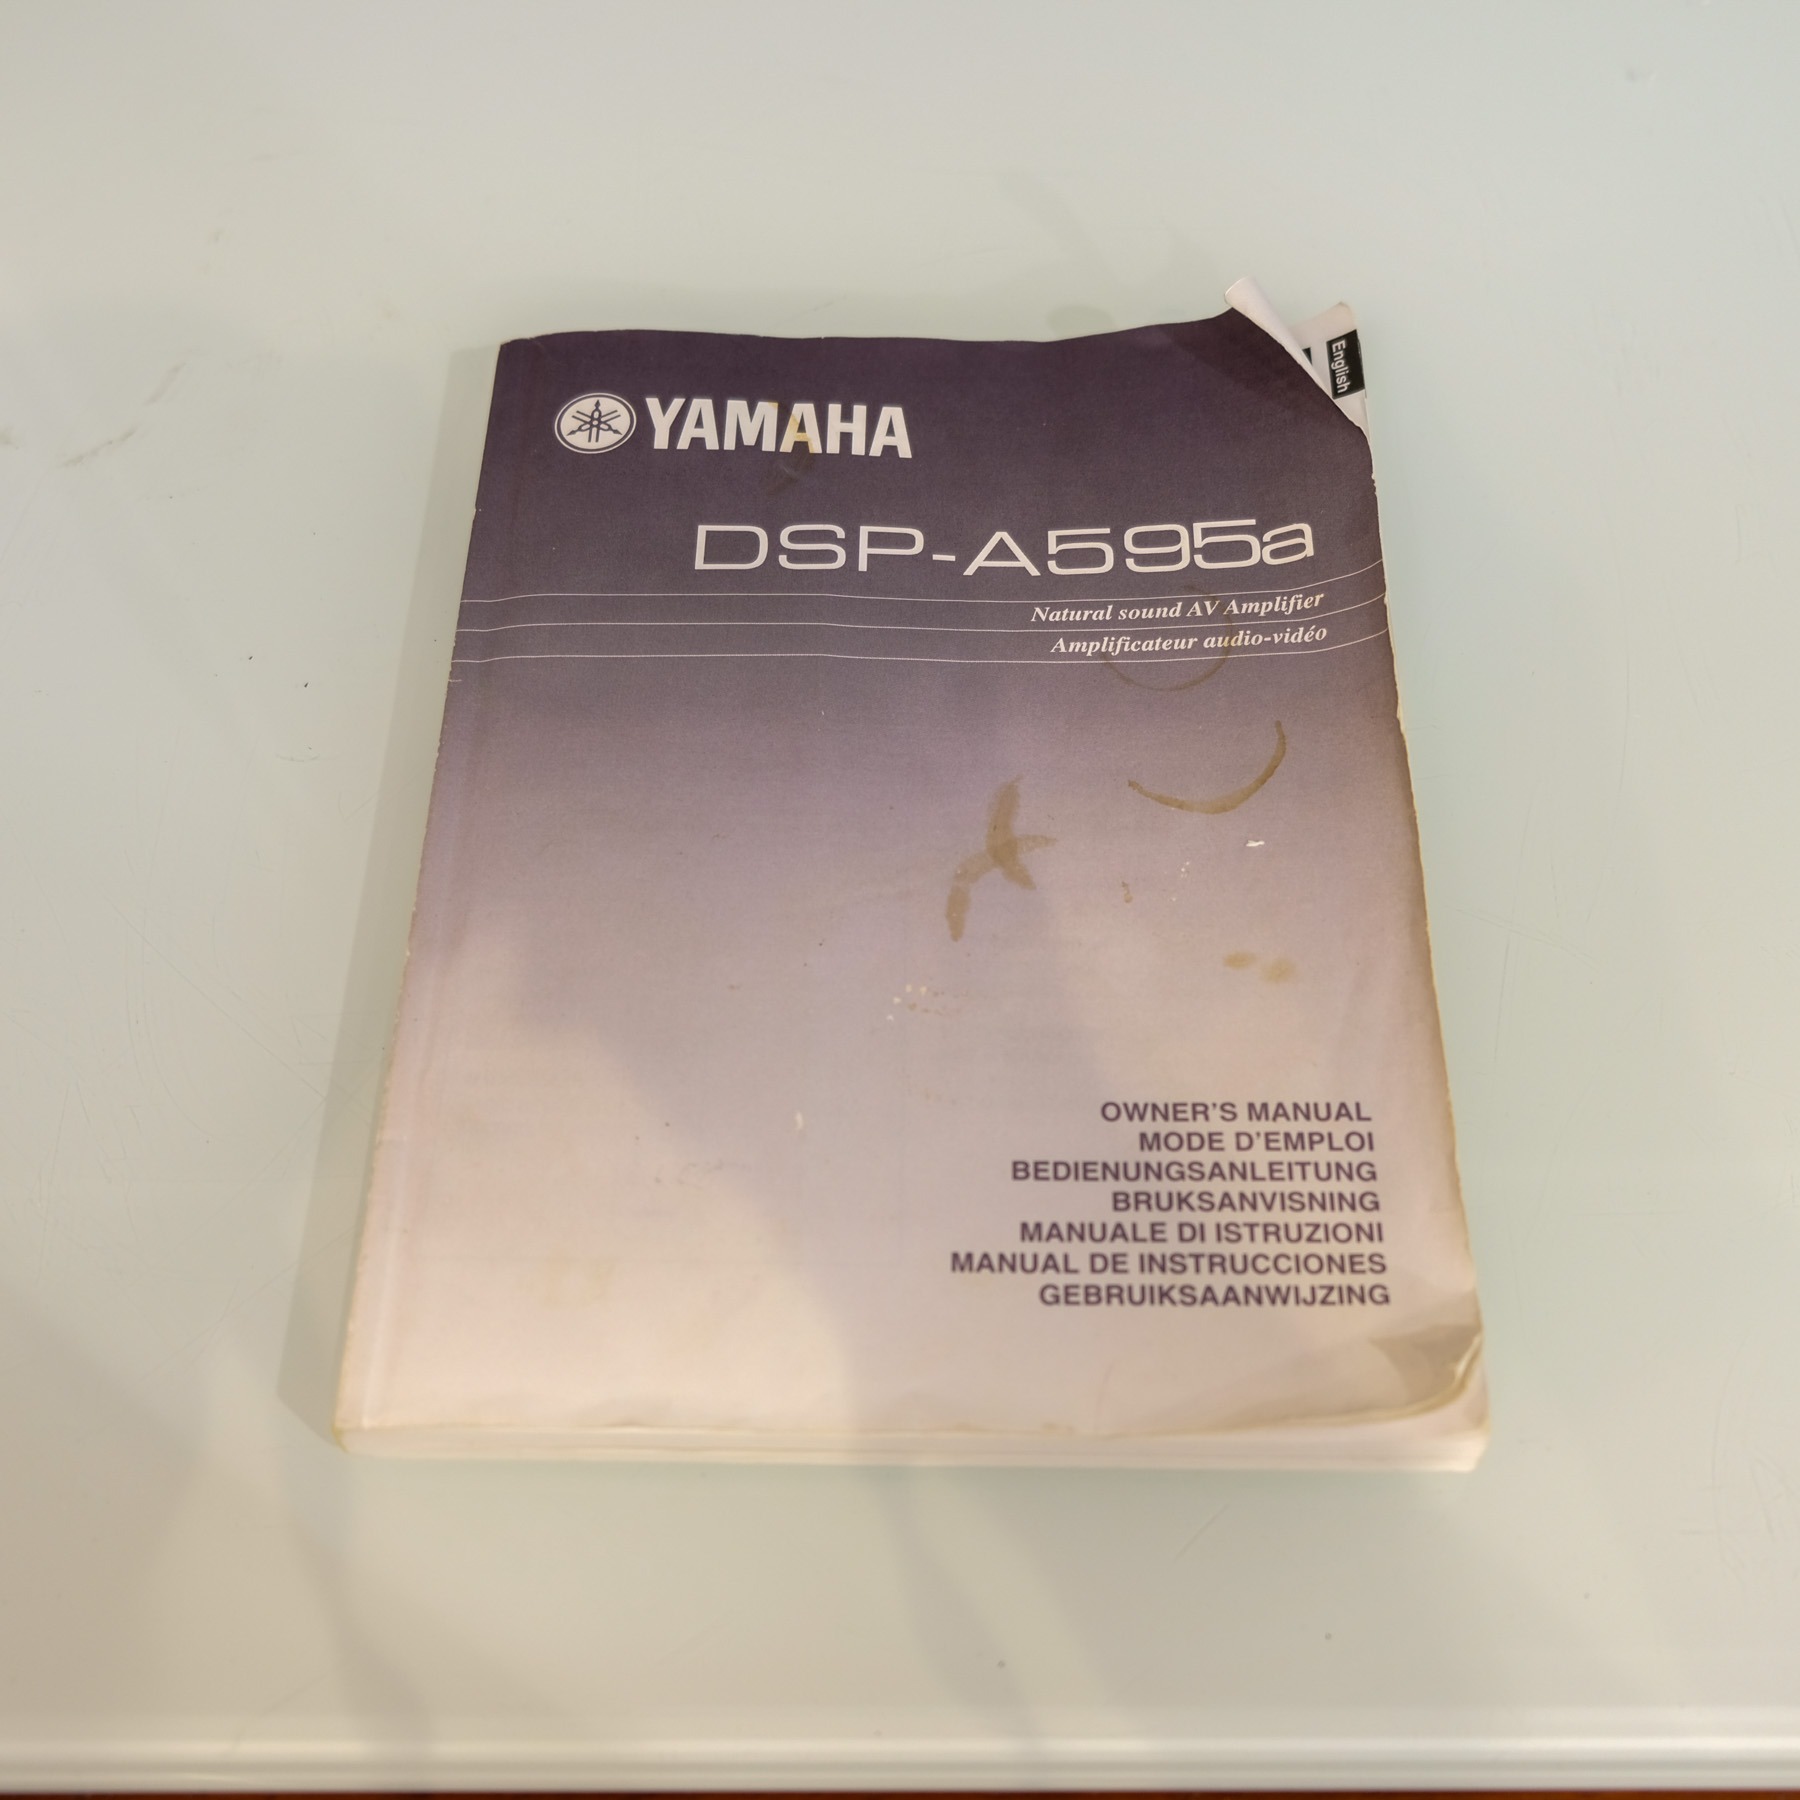 English
YAMAHA
DSP-A595a
Natural sound AV Amplifier
Amplificateur audio-vidéo
OWNER'S MANUAL
MODE D'EMPLOI
BEDIENUNGSANLEITUNG
BRUKSANVISNING
MANUALE DI ISTRUZIONI
MANUAL DE INSTRUCCIONES
GEBRUIKSAANWIJZING